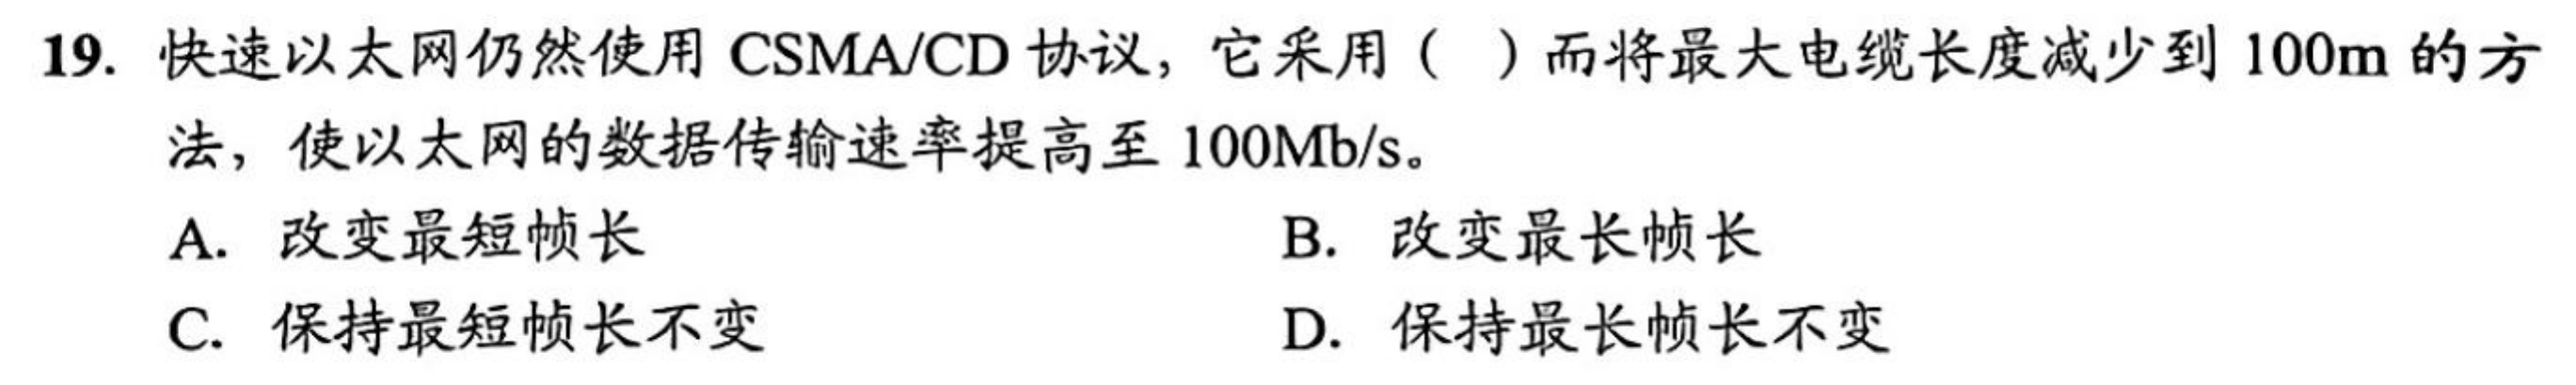 19. 快速以太网仍然使用 CSMA/CD 协议，它采用（ ）而将最大电缆长度减少到 100m 的方
法，使以太网的数据传输速率提高至 100Mb/s。
A. 改变最短帧长 B. 改变最长帧长
C. 保持最短帧长不变 D. 保持最长帧长不变